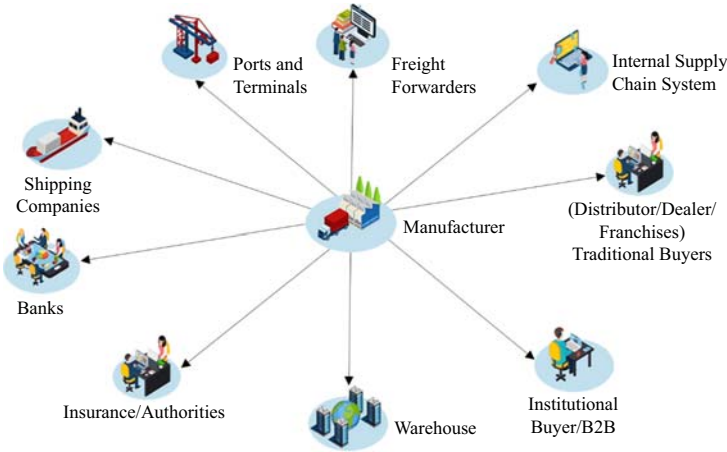 Ports and
Terminals
Freight
Forwarders
Internal Supply
Chain System
Shipping
Companies
Manufacturer
(Distributor/Dealer/
Franchises)
Traditional Buyers
Banks
Insurance/Authorities
Warehouse
Institutional
Buyer/B2B